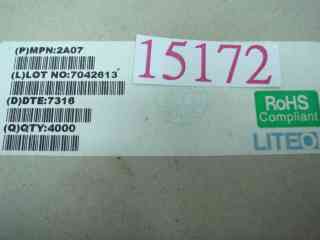 (P)MPN:2A07
15172
(L)LOT NO:7042613
(D)DTE:7316
RoHS
Compliant
(Q)QTY:4000
LITEO